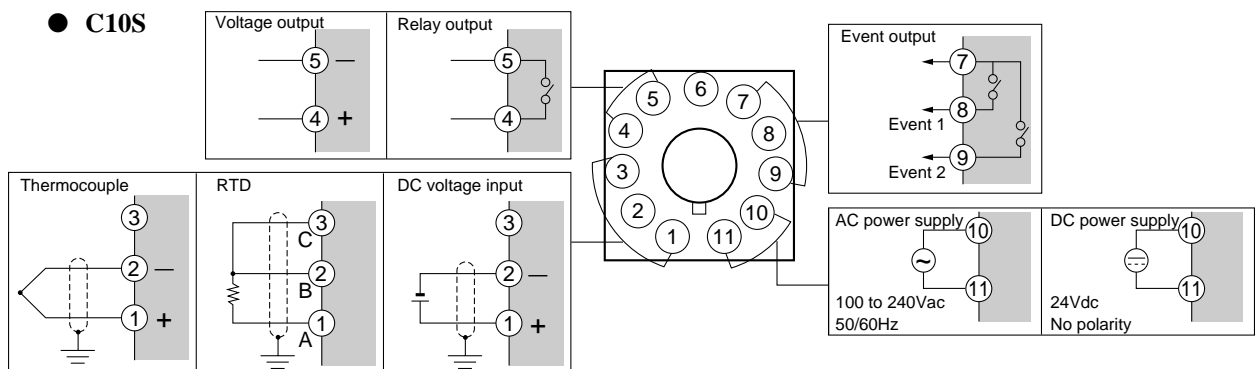 ● C10S
Voltage output
5 —
4 +
Relay output
5
4
5
6
7
4
8
3
9
2
10
1
11
Event output
7
8
Event 1
9
Event 2
Thermocouple
3
2 —
1 +
RTD
3
C
2
B
1
A
DC voltage input
3
2 —
1 +
AC power supply
10
~
11
100 to 240Vac
50/60Hz
DC power supply
10
11
24Vdc
No polarity